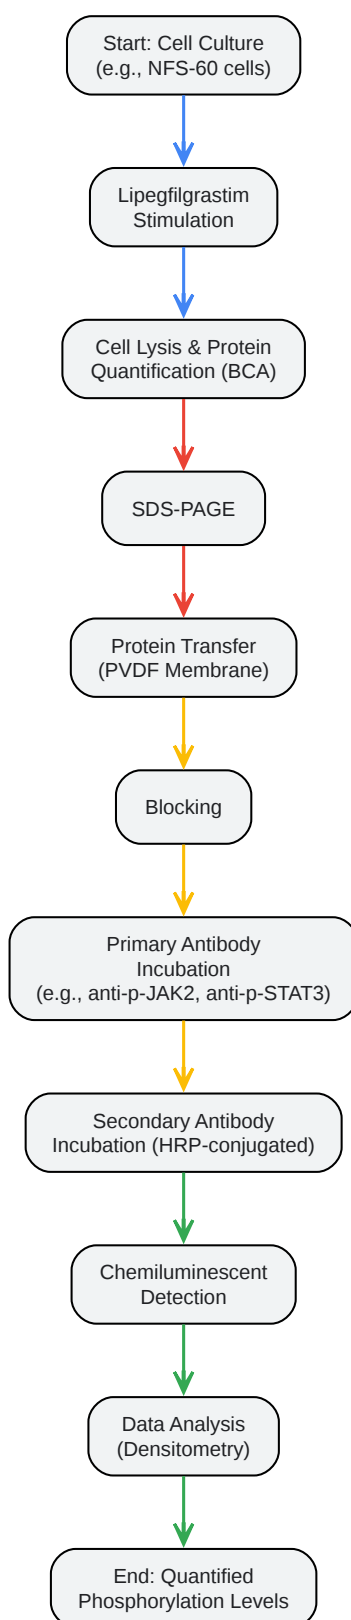 Start: Cell Culture
(e.g., NFS-60 cells)
Lipegfilgrastim
Stimulation
Cell Lysis & Protein
Quantification (BCA)
SDS-PAGE
Protein Transfer
(PVDF Membrane)
Blocking
Primary Antibody
Incubation
(e.g., anti-p-JAK2, anti-p-STAT3)
Secondary Antibody
Incubation (HRP-conjugated)
Chemiluminescent
Detection
Data Analysis
(Densitometry)
End: Quantified
Phosphorylation Levels